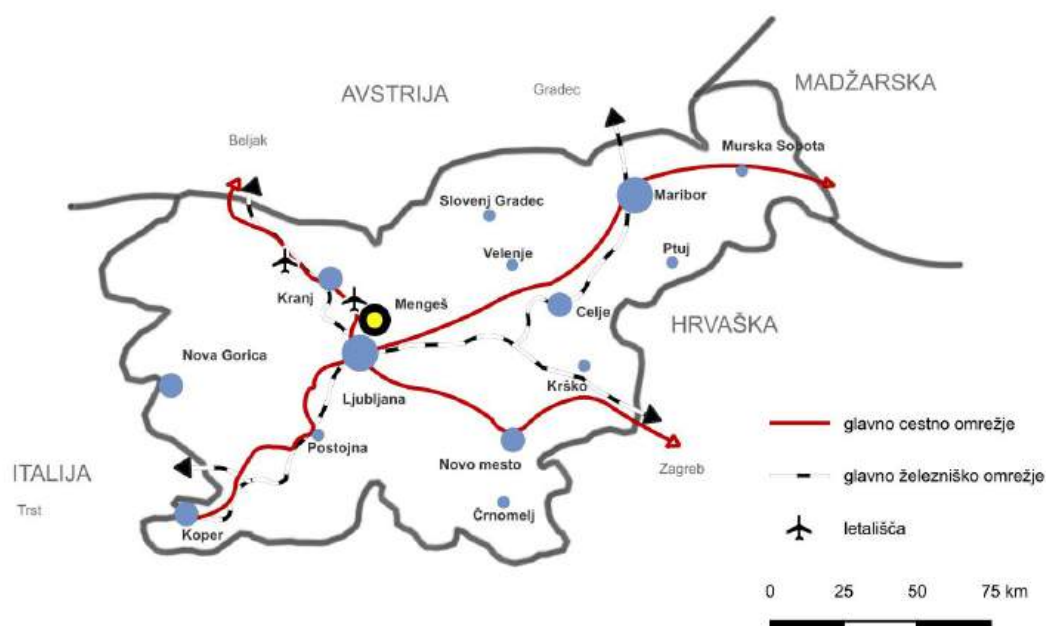 MADŽARSKA
AVSTRIJA
Gradec
Beljak
Murska Sobota
Maribor
Slovenj Gradec
Velenje
Ptuj
Kranj
Mengeš
Celje
HRVAŠKA
Nova Gorica
Krško
Ljubljana
Postojna
Novo mesto
Zagreb
ITALIJA
Trst
Koper
Črnomelj
glavno cestno omrežje
glavno železniško omrežje
letališča
0 25 50 75 km